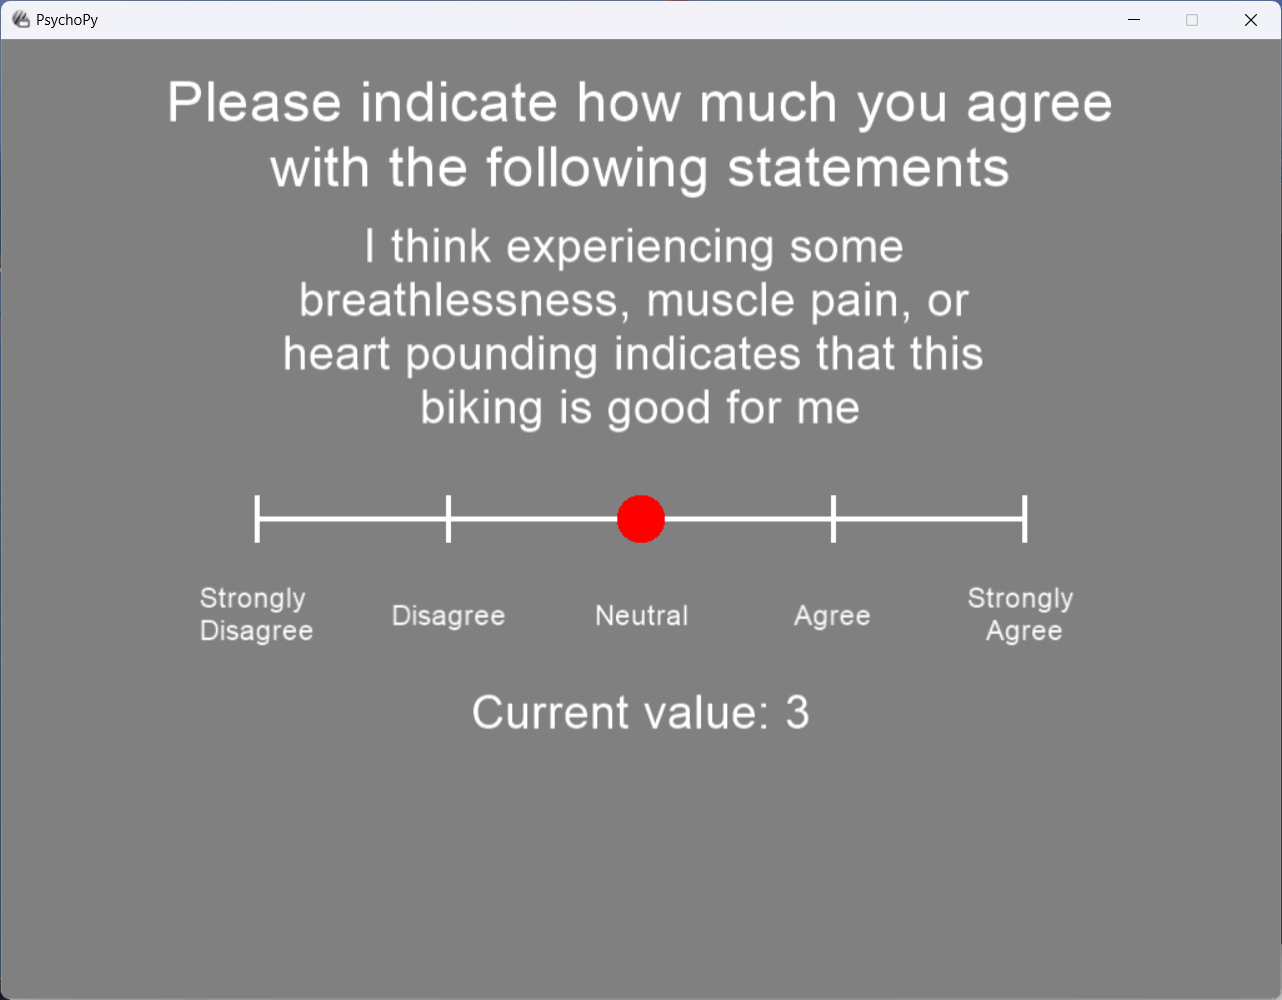 PsychoPy
Please indicate how much you agree
with the following statements
I think experiencing some
breathlessness, muscle pain, or
heart pounding indicates that this
biking is good for me
Strongly
Disagree
Disagree
Neutral
Agree
Strongly
Agree
Current value: 3